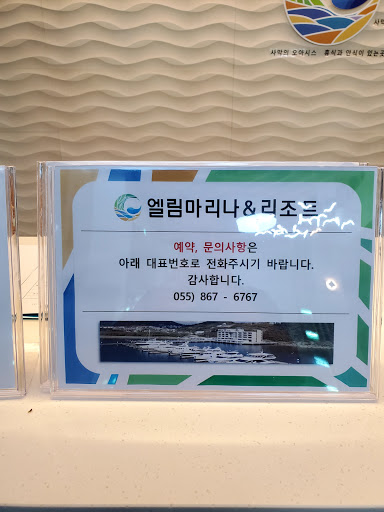 사막의 오아시스 휴식과 안식이 있는곳
엘림마리나&리조트
예약, 문의사항은
아래 대표번호로 전화주시기 바랍니다.
감사합니다.
055) 867 - 6767